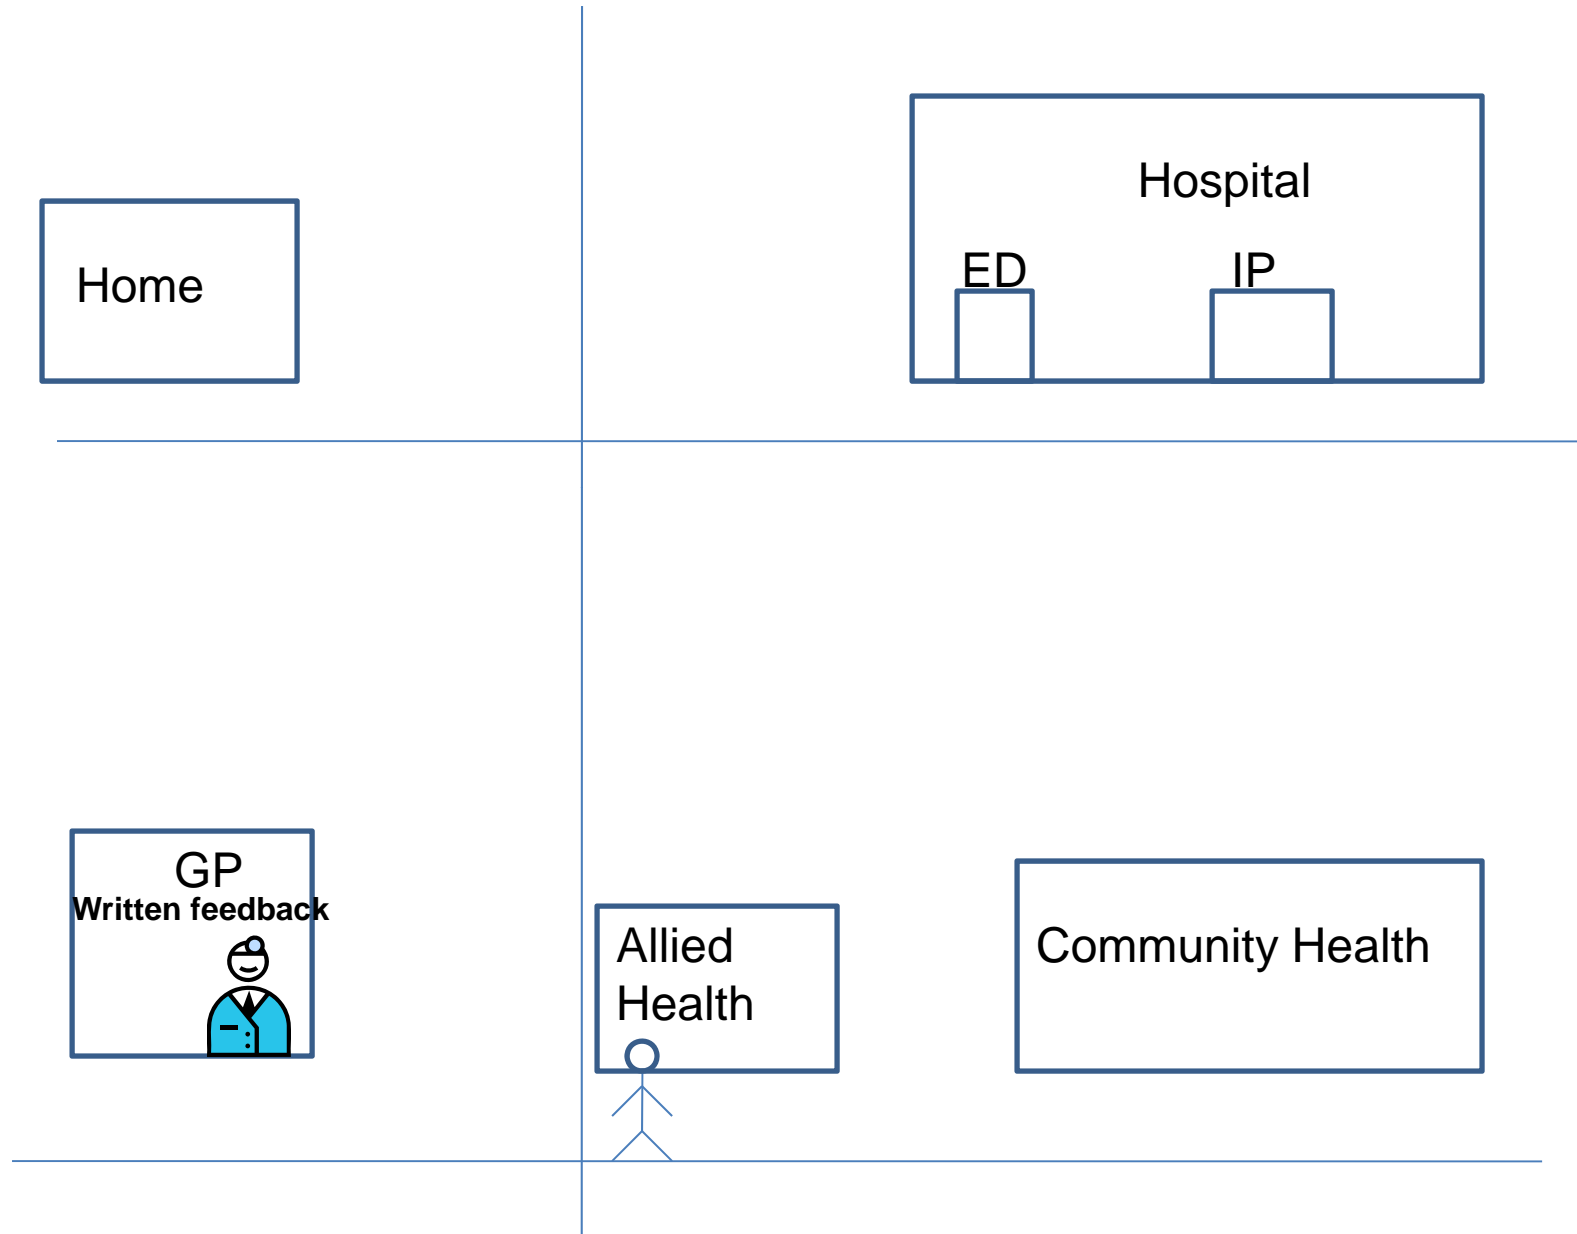 Hospital
Home
ED
IP
GP
Written feedback
Allied
Health
Community Health